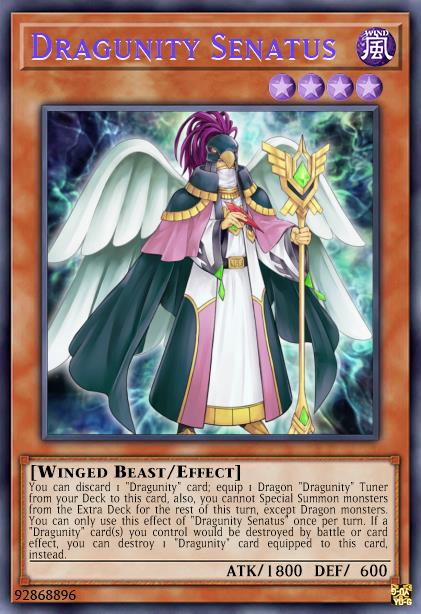 DRAGUNITY SENATUS
WIND
風
[WINGED BEAST/EFFECT]
You can discard 1 "Dragunity" card; equip 1 Dragon "Dragunity" Tuner
from your Deck to this card, also, you cannot Special Summon monsters
from the Extra Deck for the rest of this turn, except Dragon monsters.
You can only use this effect of "Dragunity Senatus" once per turn. If a
"Dragunity" card(s) you control would be destroyed by battle or card
effect, you can destroy 1 "Dragunity" card equipped to this card,
instead.
ATK/1800 DEF/ 600
92868896